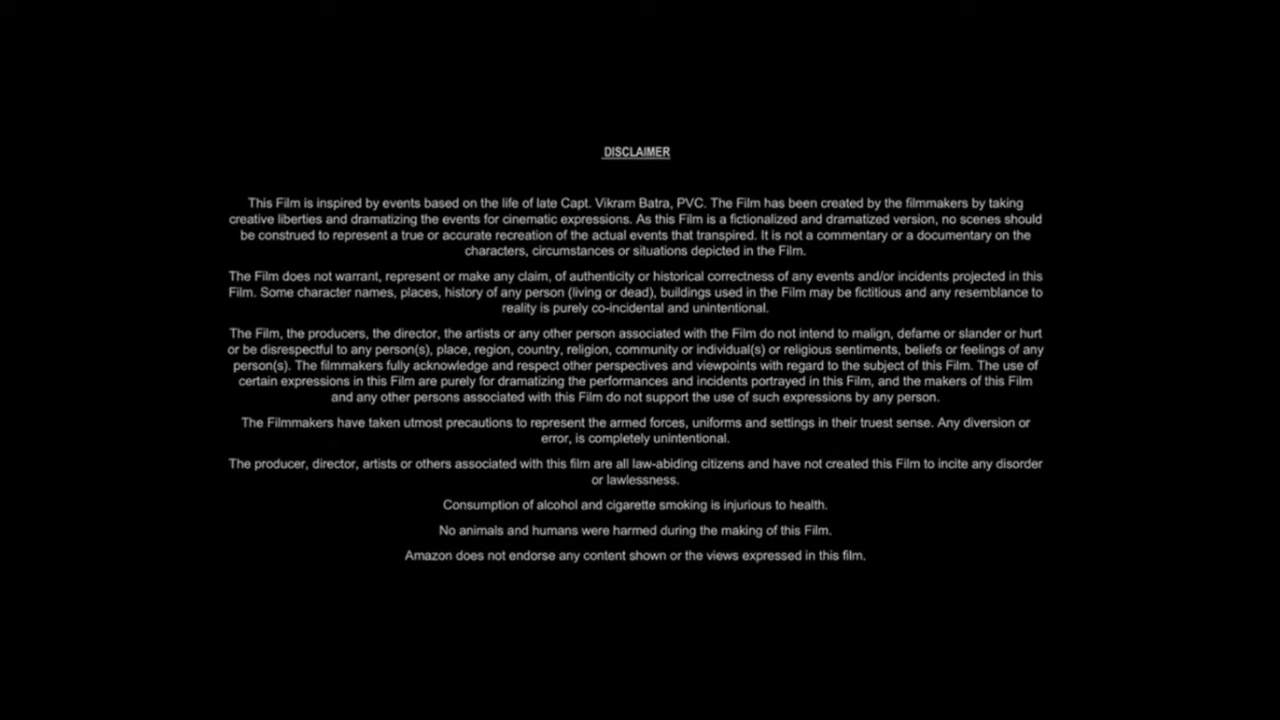 DISCLAIMER
This Film is inspired by events based on the life of late Capt. Vikram Batra, PVC. The Film has been created by the filmmakers by taking
creative liberties and dramatizing the events for cinematic expressions. As this Film is a fictionalized and dramatized version, no scenes should
be construed to represent a true or accurate recreation of the actual events that transpired. It is not a commentary or a documentary on the
characters, circumstances or situations depicted in the Film.
The Film does not warrant, represent or make any claim, of authenticity or historical correctness of any events and/or incidents projected in this
Film. Some character names, places, history of any person (living or dead), buildings used in the Film may be fictitious and any resemblance to
reality is purely co-incidental and unintentional.
The Film, the producers, the director, the artists or any other person associated with the Film do not intend to malign, defame or slander or hurt
or be disrespectful to any person(s), place, region, country, religion, community or individual(s) or religious sentiments, beliefs or feelings of any
person(s). The filmmakers fully acknowledge and respect other perspectives and viewpoints with regard to the subject of this Film. The use of
certain expressions in this Film are purely for dramatizing the performances and incidents portrayed in this Film, and the makers of this Film
and any other persons associated with this Film do not support the use of such expressions by any person.
The Filmmakers have taken utmost precautions to represent the armed forces, uniforms and settings in their truest sense. Any diversion or
error, is completely unintentional.
The producer, director, artists or others associated with this film are all law-abiding citizens and have not created this Film to incite any disorder
or lawlessness.
Consumption of alcohol and cigarette smoking is injurious to health.
No animals and humans were harmed during the making of this Film.
Amazon does not endorse any content shown or the views expressed in this film.